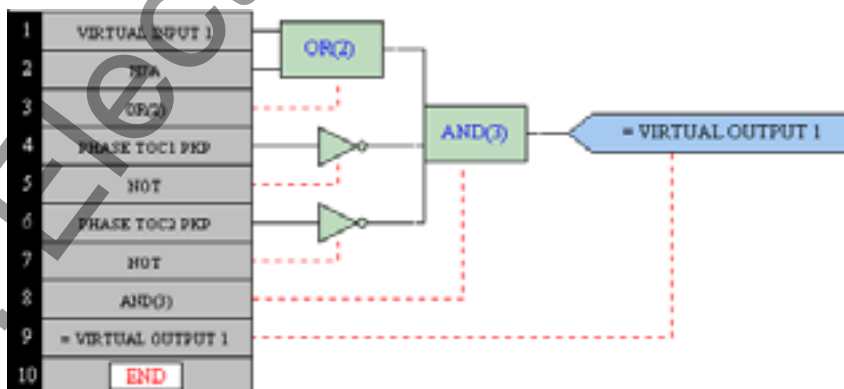 1 VIRTUAL INPUT 1
2
3 OR(2)
4 PHASE TOC1 PKP
5 NOT
6 PHASE TOC2 PKP
7 NOT
8 AND(3)
9 = VIRTUAL OUTPUT 1
10 END
OR(2)
AND(3)
= VIRTUAL OUTPUT 1
Elect